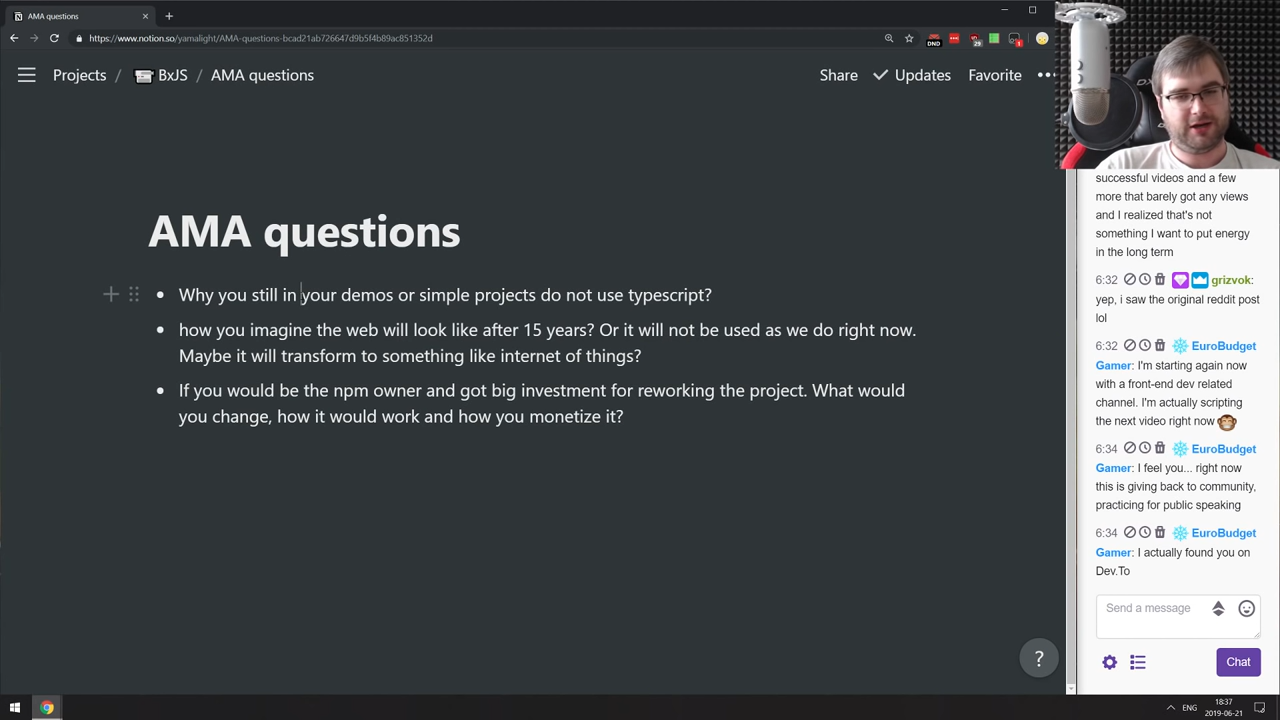 AMA questions
https://www.notion.so/yamalight/AMA-questions-bcad21ab726647d9b5f4b89ac851352d
DND
29
1
Projects / BxJS / AMA questions
Share Updates Favorite
AMA questions
Why you still in your demos or simple projects do not use typescript?
how you imagine the web will look like after 15 years? Or it will not be used as we do right now.
Maybe it will transform to something like internet of things?
If you would be the npm owner and got big investment for reworking the project. What would
you change, how it would work and how you monetize it?
?
successful videos and a few
more that barely got any views
and I realized that's not
something I want to put energy
in the long term
6:32 grizvok:
yep, i saw the original reddit post
lol
6:32 EuroBudget
Gamer: I'm starting again now
with a front-end dev related
channel. I'm actually scripting
the next video right now
6:34 EuroBudget
Gamer: I feel you... right now
this is giving back to community,
practicing for public speaking
6:34 EuroBudget
Gamer: I actually found you on
Dev.To
Send a message
Chat
ENG
18:37
2019-06-21